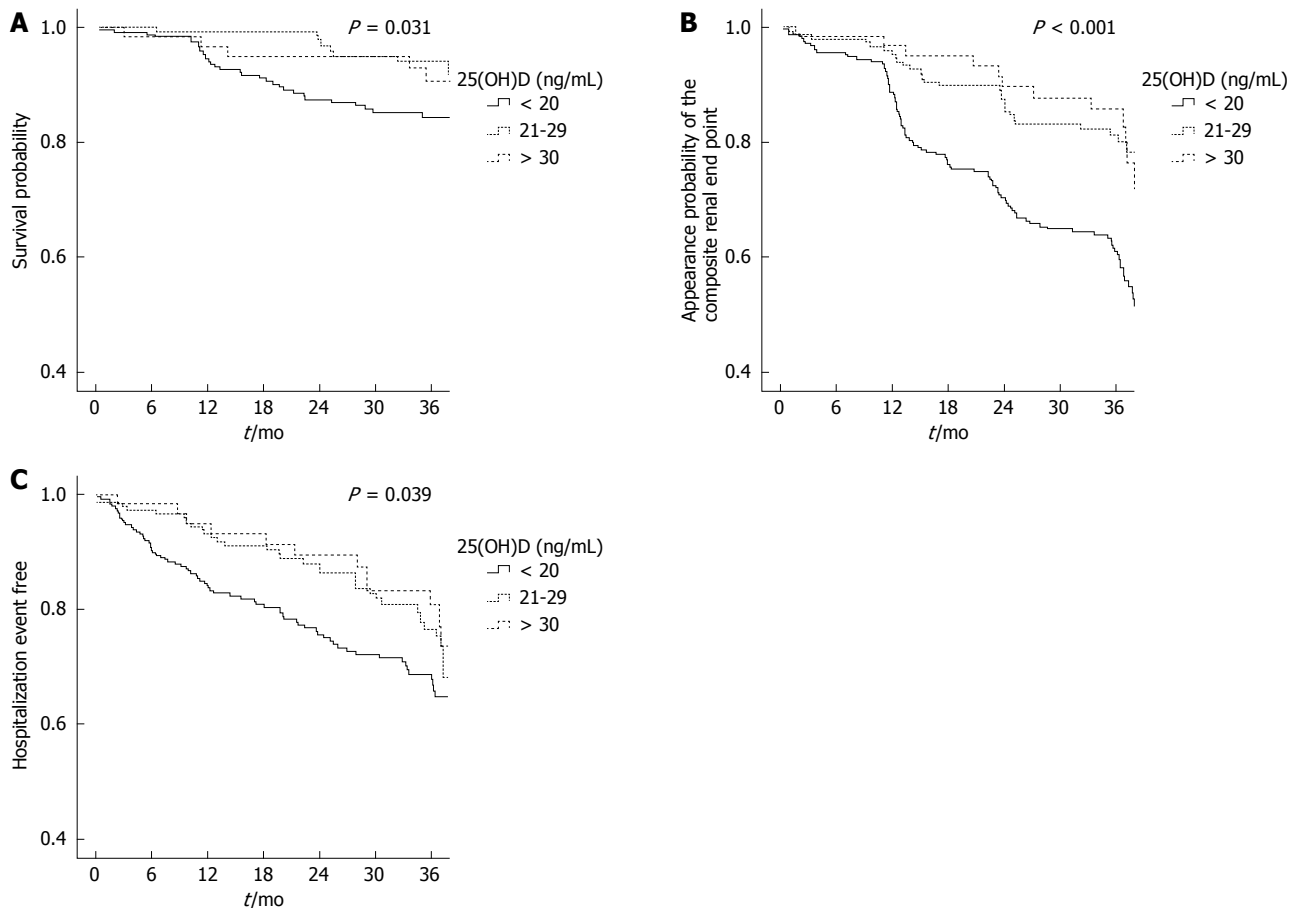 A
P = 0.031
1.0
0.8
0.6
0.4
Survival probability
0 6 12 18 24 30 36
t/mo
25(OH)D (ng/mL)
< 20
21-29
> 30
B
P < 0.001
1.0
0.8
0.6
0.4
Appearance probability of the
composite renal end point
0 6 12 18 24 30 36
t/mo
25(OH)D (ng/mL)
< 20
21-29
> 30
C
P = 0.039
1.0
0.8
0.6
0.4
Hospitalization event free
0 6 12 18 24 30 36
t/mo
25(OH)D (ng/mL)
< 20
21-29
> 30